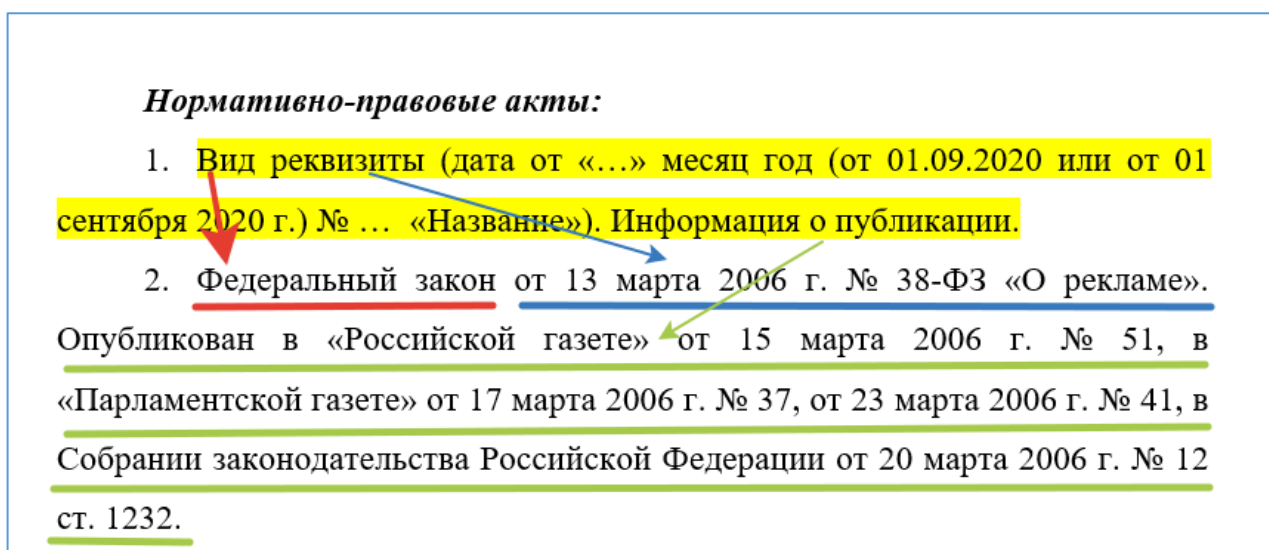 Нормативно-правовые акты:
1. Вид реквизиты (дата от «…» месяц год (от 01.09.2020 или от 01
сентября 2020 г.) № … «Название»). Информация о публикации.
2. Федеральный закон от 13 марта 2006 г. № 38-ФЗ «О рекламе».
Опубликован в «Российской газете» от 15 марта 2006 г. № 51, в
«Парламентской газете» от 17 марта 2006 г. № 37, от 23 марта 2006 г. № 41, в
Собрании законодательства Российской Федерации от 20 марта 2006 г. № 12
ст. 1232.